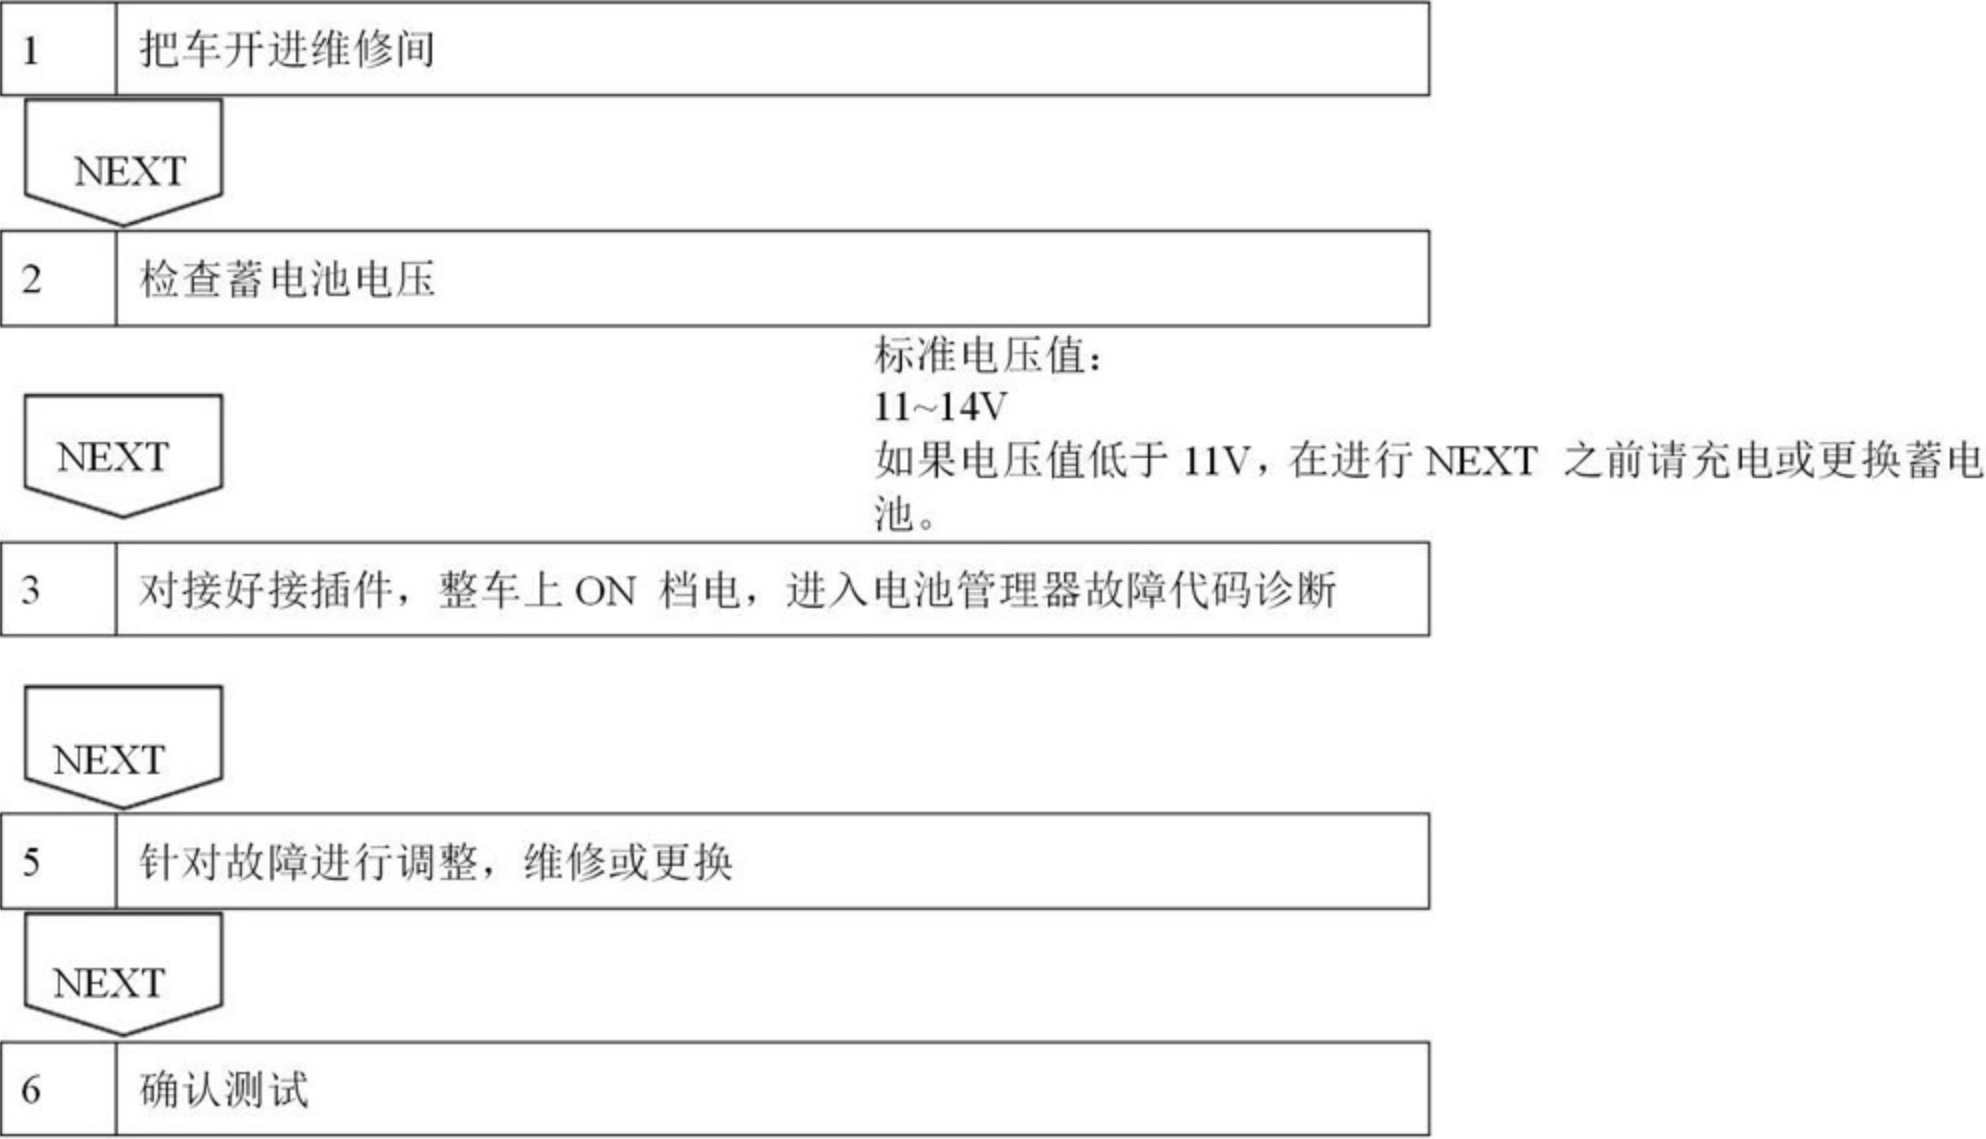 1 把车开进维修间
NEXT
2 检查蓄电池电压
标准电压值：
11~14V
如果电压值低于 11V，在进行 NEXT 之前请充电或更换蓄电
池。
NEXT
3 对接好接插件，整车上 ON 档电，进入电池管理器故障代码诊断
NEXT
5 针对故障进行调整，维修或更换
NEXT
6 确认测试